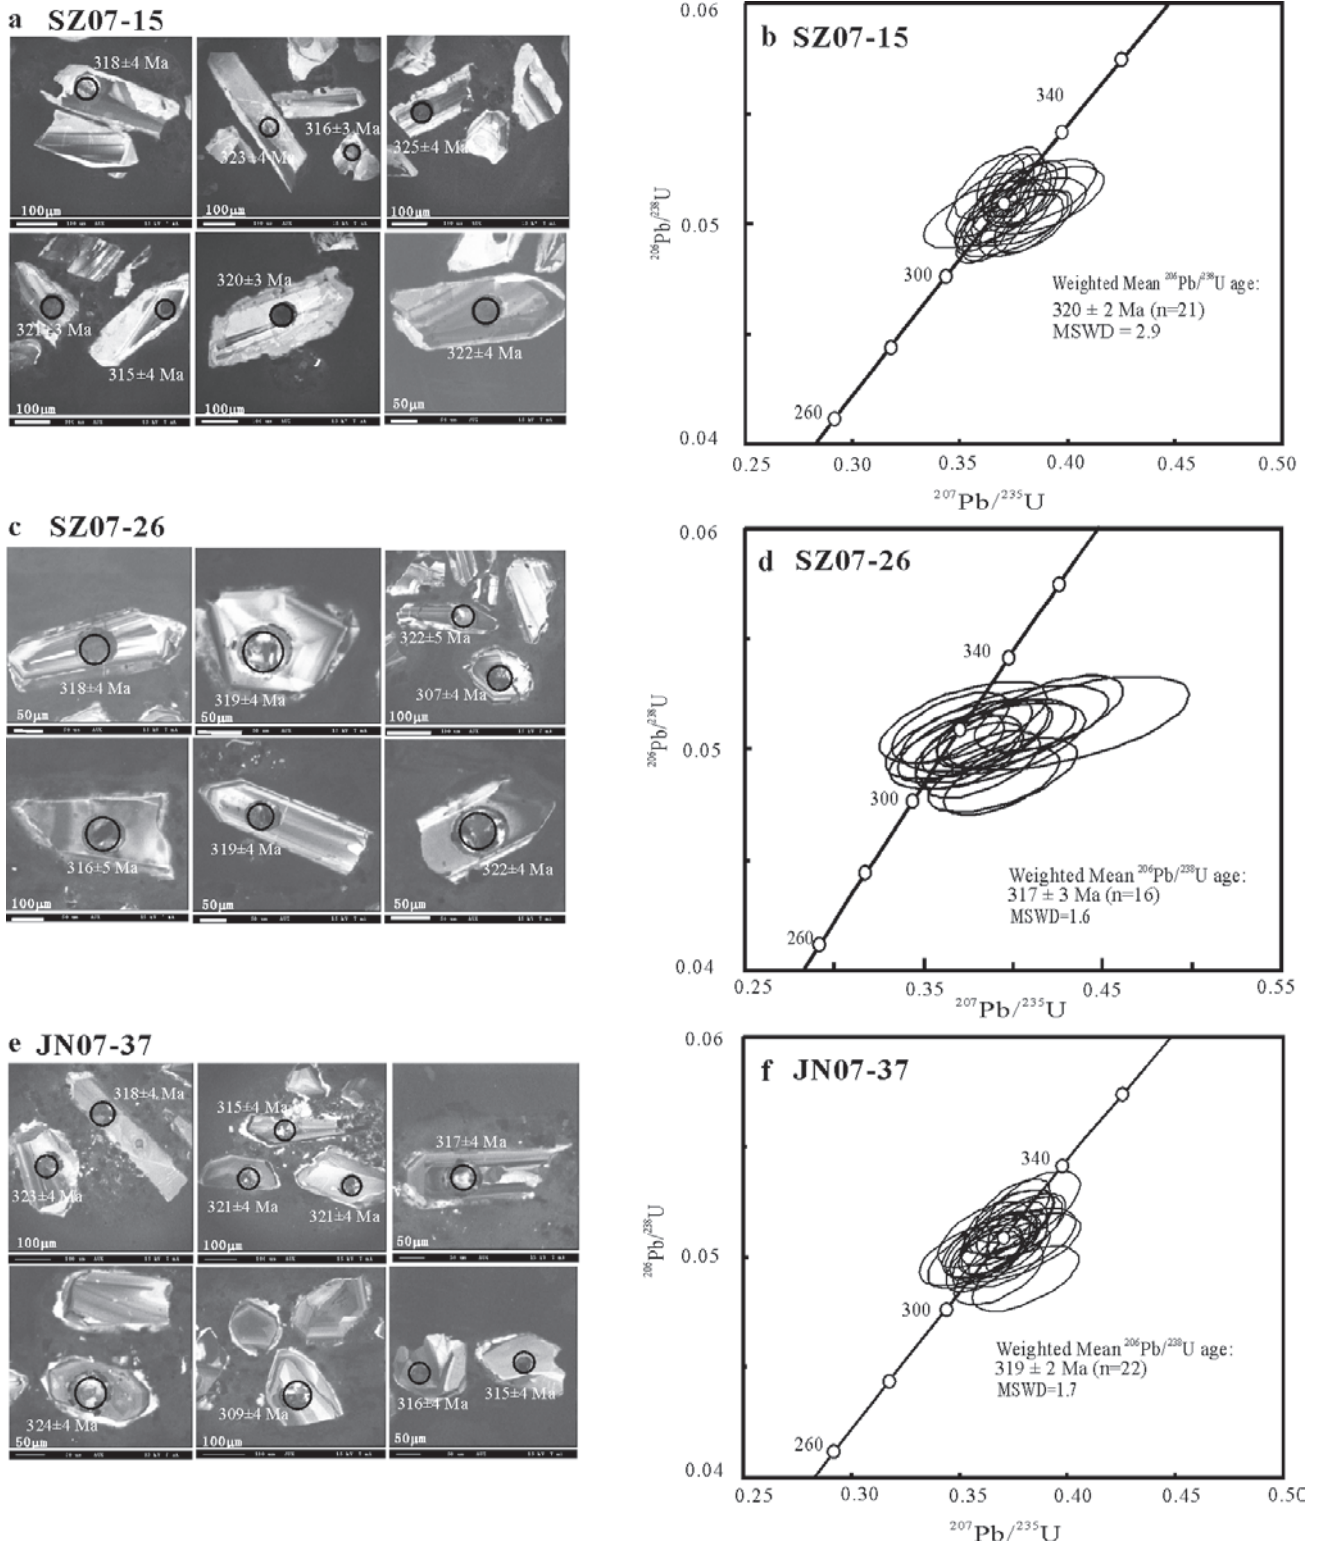 a SZ07-15
318±4 Ma
100μm
323±4 Ma
316±3 Ma
100μm
325±4 Ma
100μm
321±3 Ma
315±4 Ma
100μm
320±3 Ma
100μm
322±4 Ma
50μm
b SZ07-15
0.06
340
0.05
300
260
0.04
206Pb/238U
Weighted Mean 206Pb/238U age:
320 ± 2 Ma (n=21)
MSWD = 2.9
0.25 0.30 0.35 0.40 0.45 0.50
207Pb/235U
c SZ07-26
318±4 Ma
50μm
319±4 Ma
50μm
322±5 Ma
307±4 Ma
100μm
316±5 Ma
100μm
319±4 Ma
50μm
322±4 Ma
50μm
d SZ07-26
0.06
340
0.05
300
260
0.04
206Pb/238U
Weighted Mean 206Pb/238U age:
317 ± 3 Ma (n=16)
MSWD=1.6
0.25 0.35 0.45 0.55
207Pb/235U
e JN07-37
318±4 Ma
323±4 Ma
100μm
315±4 Ma
321±4 Ma
321±4 Ma
100μm
317±4 Ma
50μm
324±4 Ma
50μm
309±4 Ma
100μm
316±4 Ma
315±4 Ma
50μm
f JN07-37
0.06
340
0.05
300
260
0.04
206Pb/238U
Weighted Mean 206Pb/238U age:
319 ± 2 Ma (n=22)
MSWD=1.7
0.25 0.30 0.35 0.40 0.45 0.50
207Pb/235U